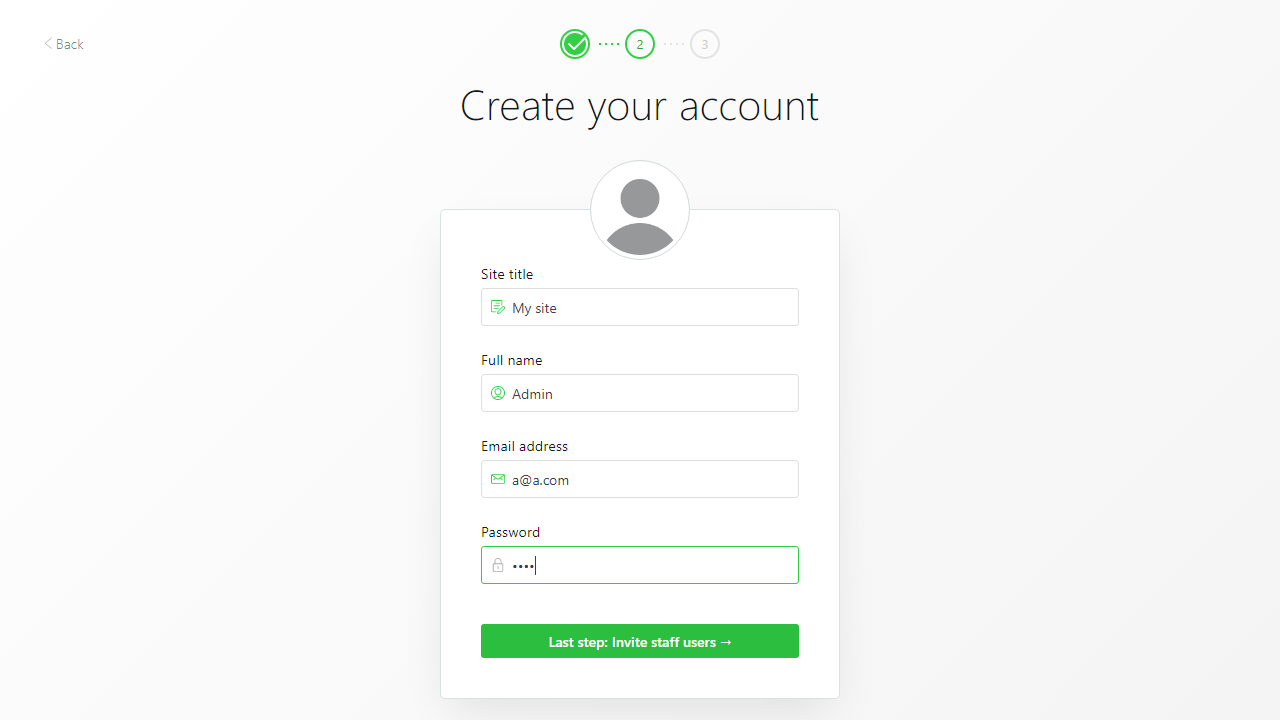 Back
2
3
Create your account
Site title
My site
Full name
Admin
Email address
a@a.com
Password
••••
Last step: Invite staff users →